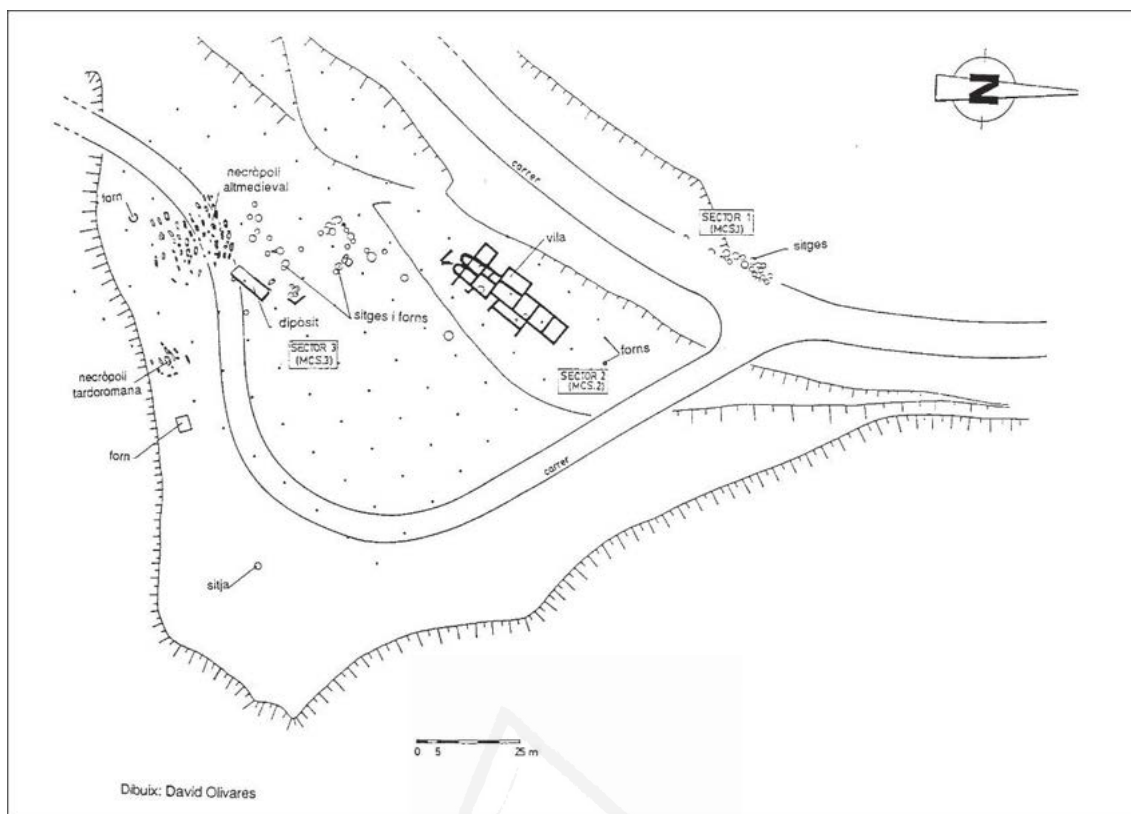 N
necròpoli
altmedieval
forn
carrer
SECTOR 1
(MCS.1)
sitges
vila
dipòsit
sitges i forns
SECTOR 3
(MCS.3)
forns
SECTOR 2
(MCS.2)
necròpoli
tardoromana
forn
carrer
sitja
0 5 25 m
Dibuix: David Olivares